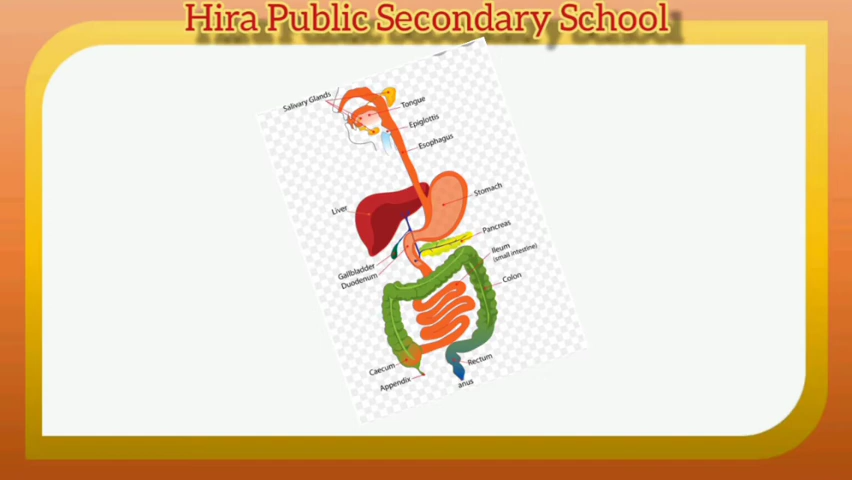 Hira Public Secondary School
Salivary Glands
Tongue
Epiglottis
Esophagus
Liver
Stomach
Pancreas
Gallbladder
Duodenum
Ileum
(small intestine)
Colon
Caecum
Appendix
Rectum
anus